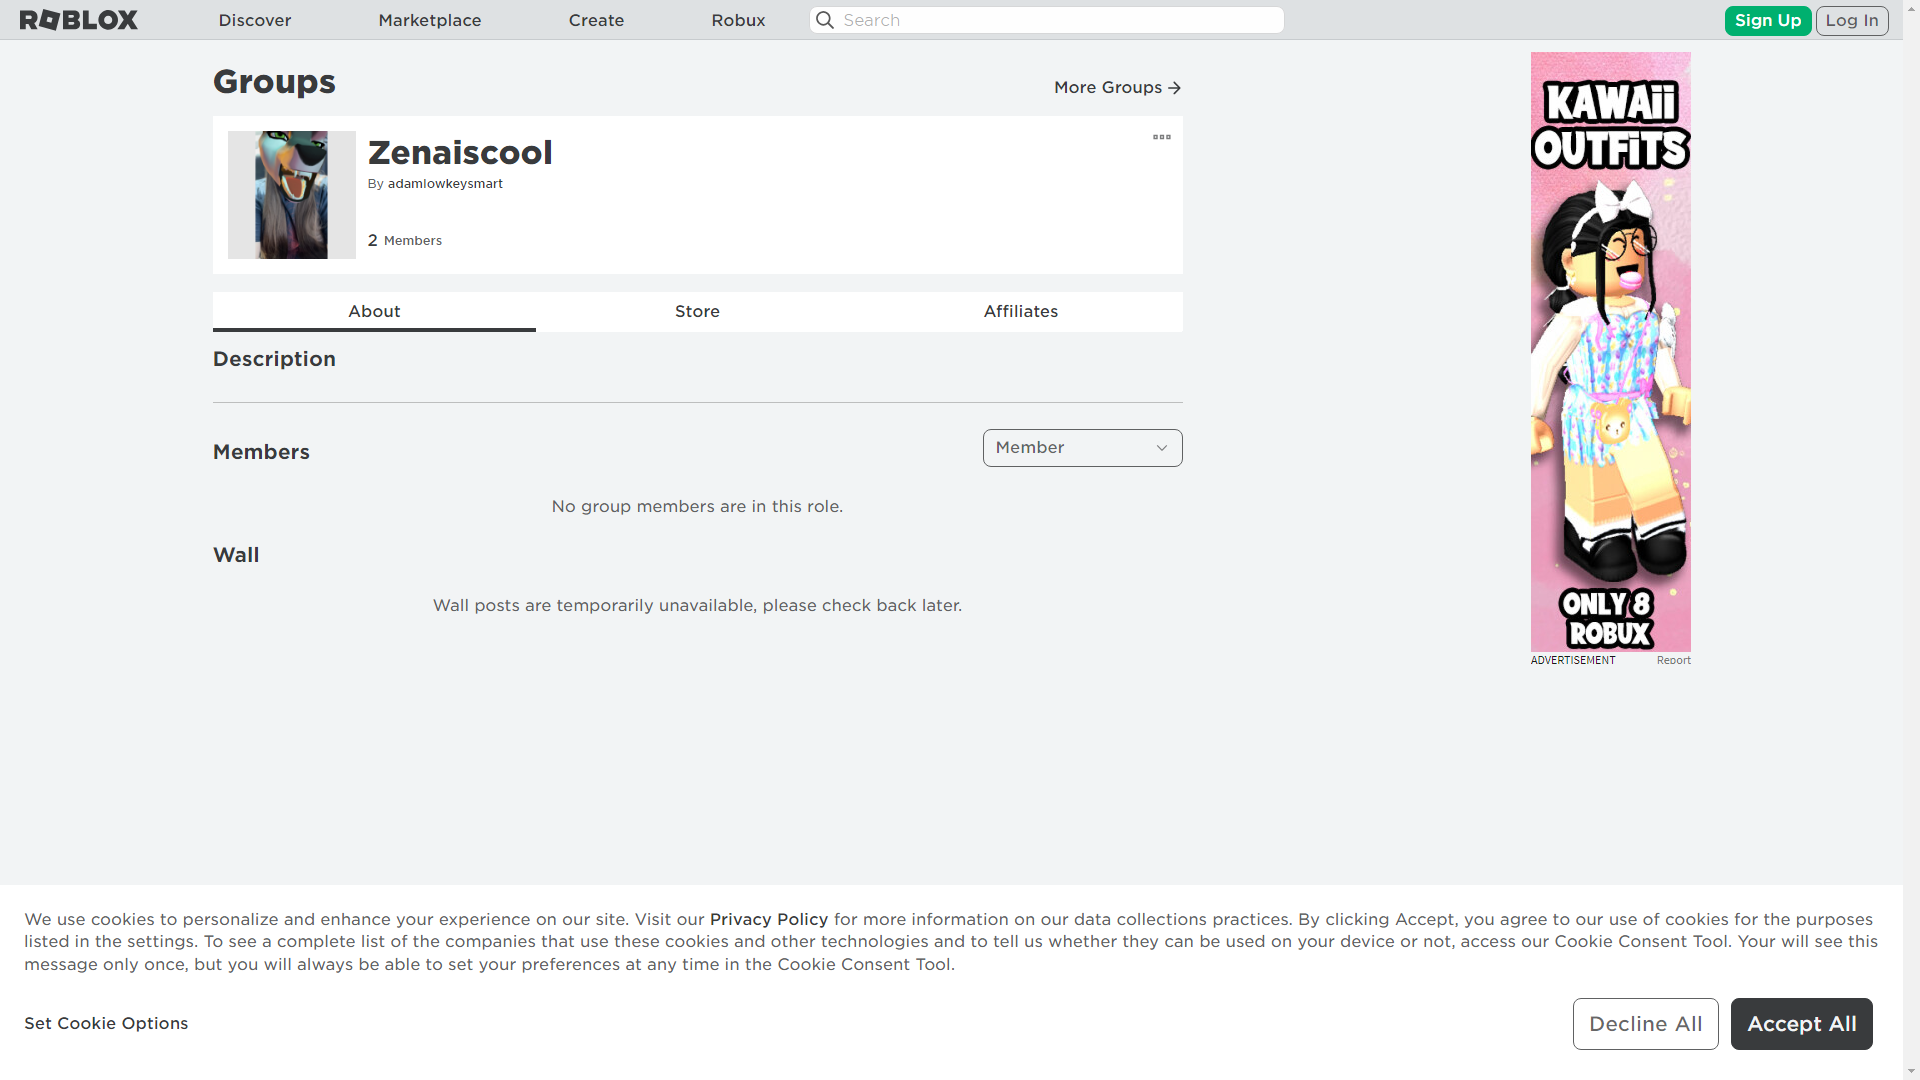 ROBLOX
Discover
Marketplace
Create
Robux
Search
Sign Up
Log In
Groups
More Groups
Zenaiscool
By adamlowkeysmart
2 Members
About
Store
Affiliates
Description
Members
Member
No group members are in this role.
Wall
Wall posts are temporarily unavailable, please check back later.
KAWAii
OUTFiTS
ONLY 8
ROBUX
ADVERTISEMENT
Report
We use cookies to personalize and enhance your experience on our site. Visit our Privacy Policy for more information on our data collections practices. By clicking Accept, you agree to our use of cookies for the purposes
listed in the settings. To see a complete list of the companies that use these cookies and other technologies and to tell us whether they can be used on your device or not, access our Cookie Consent Tool. Your will see this
message only once, but you will always be able to set your preferences at any time in the Cookie Consent Tool.
Set Cookie Options
Decline All
Accept All